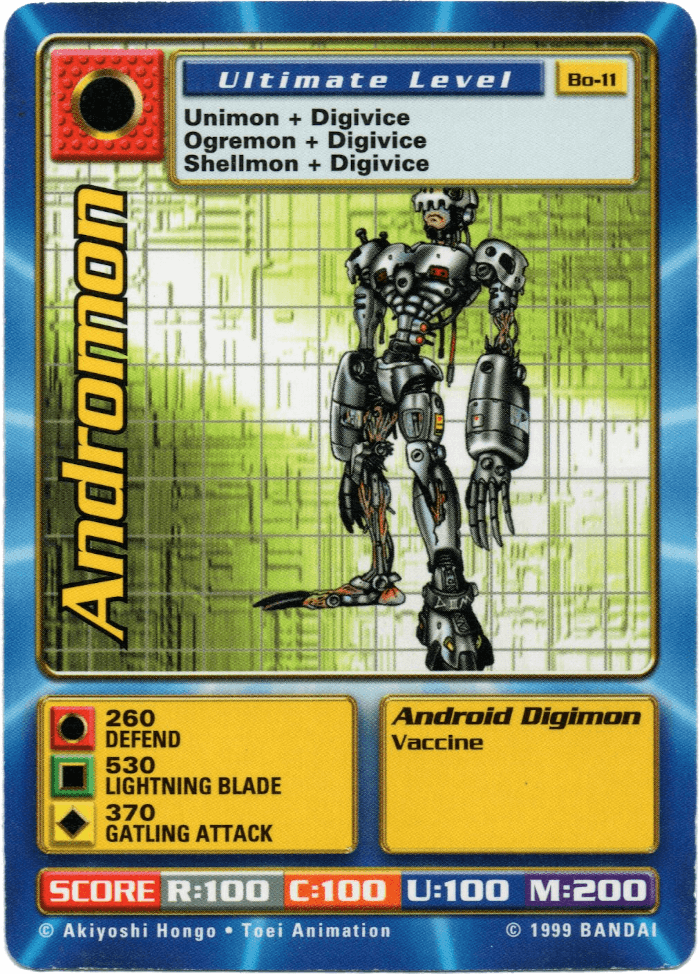 Ultimate Level
Bo-11
Unimon + Digivice
Ogremon + Digivice
Shellmon + Digivice
Andromon
260
DEFEND
530
LIGHTNING BLADE
370
GATLING ATTACK
Android Digimon
Vaccine
SCORE R:100 C:100 U:100 M:200
© Akiyoshi Hongo • Toei Animation © 1999 BANDAI